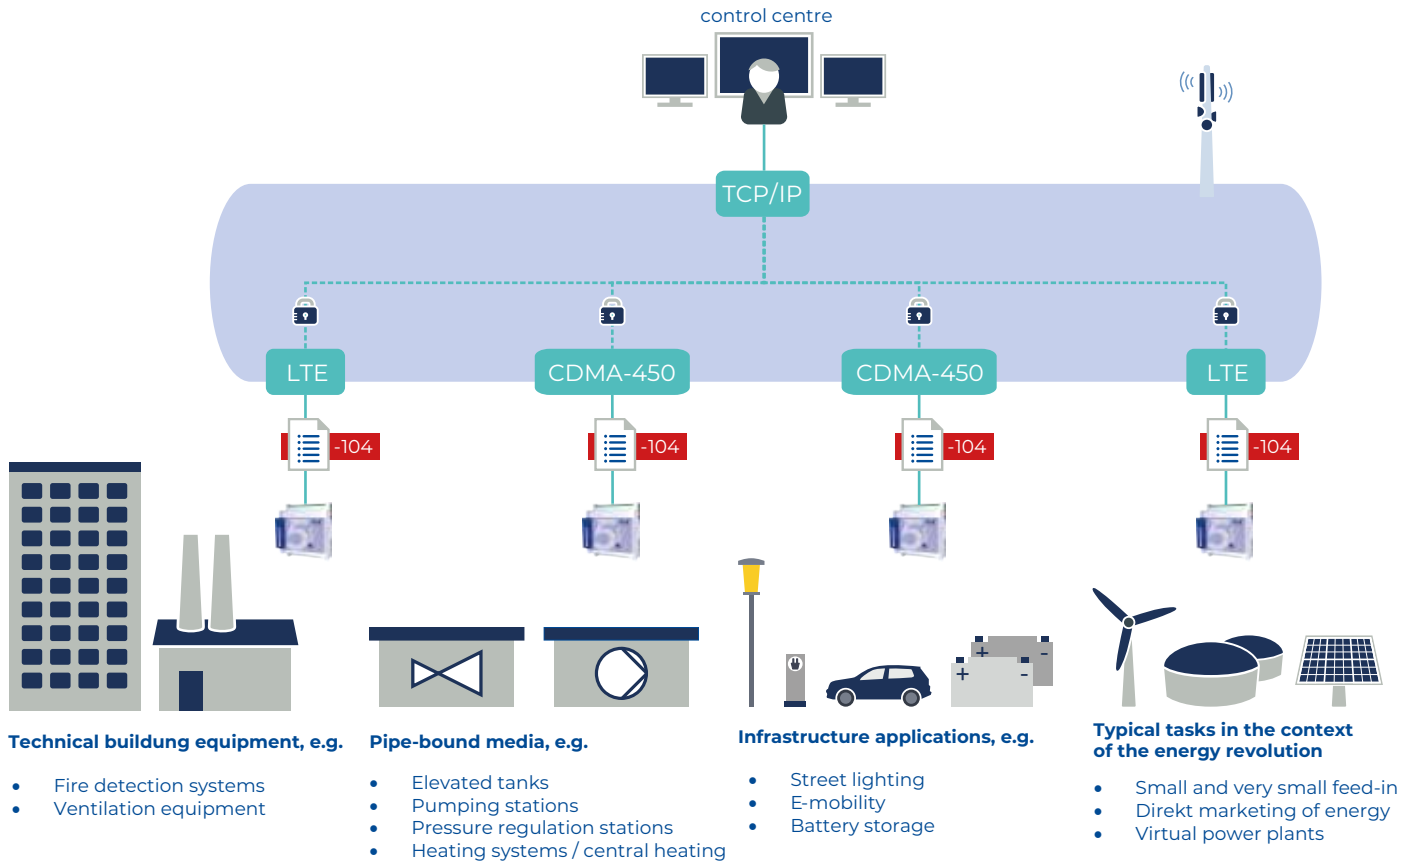 control centre
TCP/IP
LTE
CDMA-450
CDMA-450
LTE
-104
-104
-104
-104
+ -
+ -
Technical buildung equipment, e.g.
• Fire detection systems
• Ventilation equipment
Pipe-bound media, e.g.
• Elevated tanks
• Pumping stations
• Pressure regulation stations
• Heating systems / central heating
Infrastructure applications, e.g.
• Street lighting
• E-mobility
• Battery storage
Typical tasks in the context
of the energy revolution
• Small and very small feed-in
• Direkt marketing of energy
• Virtual power plants